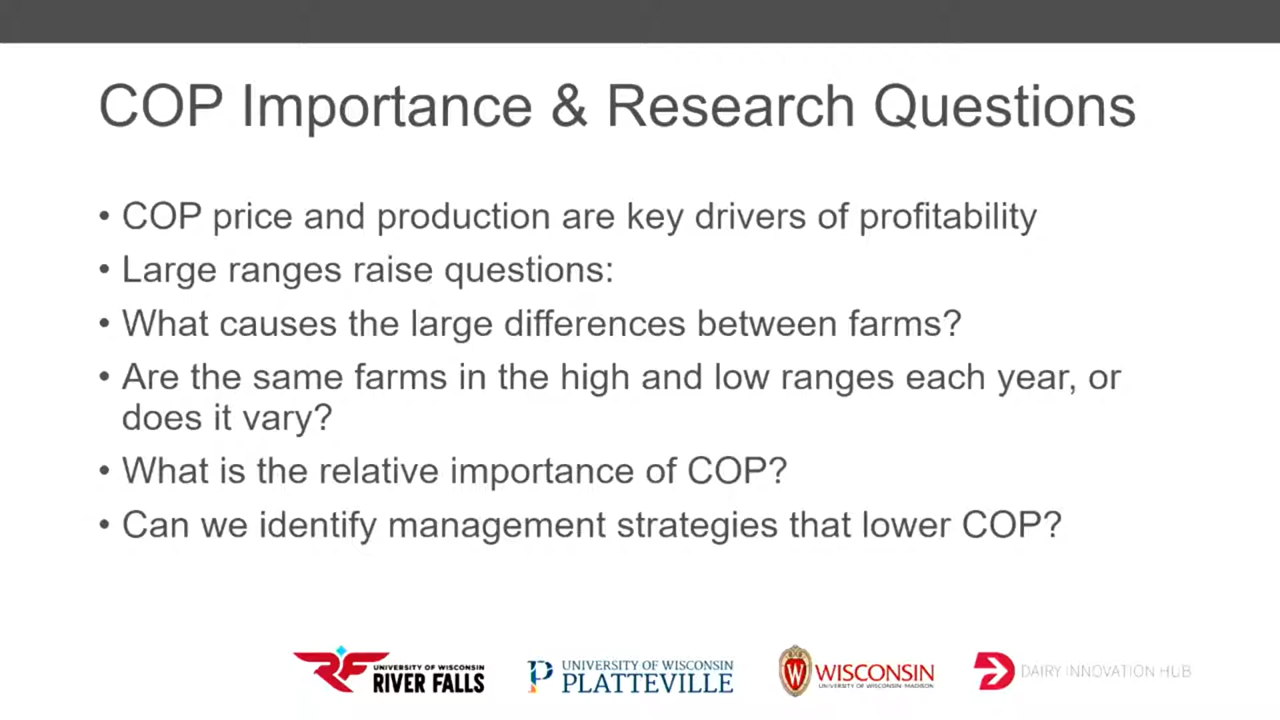 COP Importance & Research Questions
• COP price and production are key drivers of profitability
• Large ranges raise questions:
• What causes the large differences between farms?
• Are the same farms in the high and low ranges each year, or
does it vary?
• What is the relative importance of COP?
• Can we identify management strategies that lower COP?
UNIVERSITY OF WISCONSIN
RIVER FALLS
UNIVERSITY OF WISCONSIN
PLATTEVILLE
WISCONSIN
UNIVERSITY OF WISCONSIN-MADISON
DAIRY INNOVATION HUB